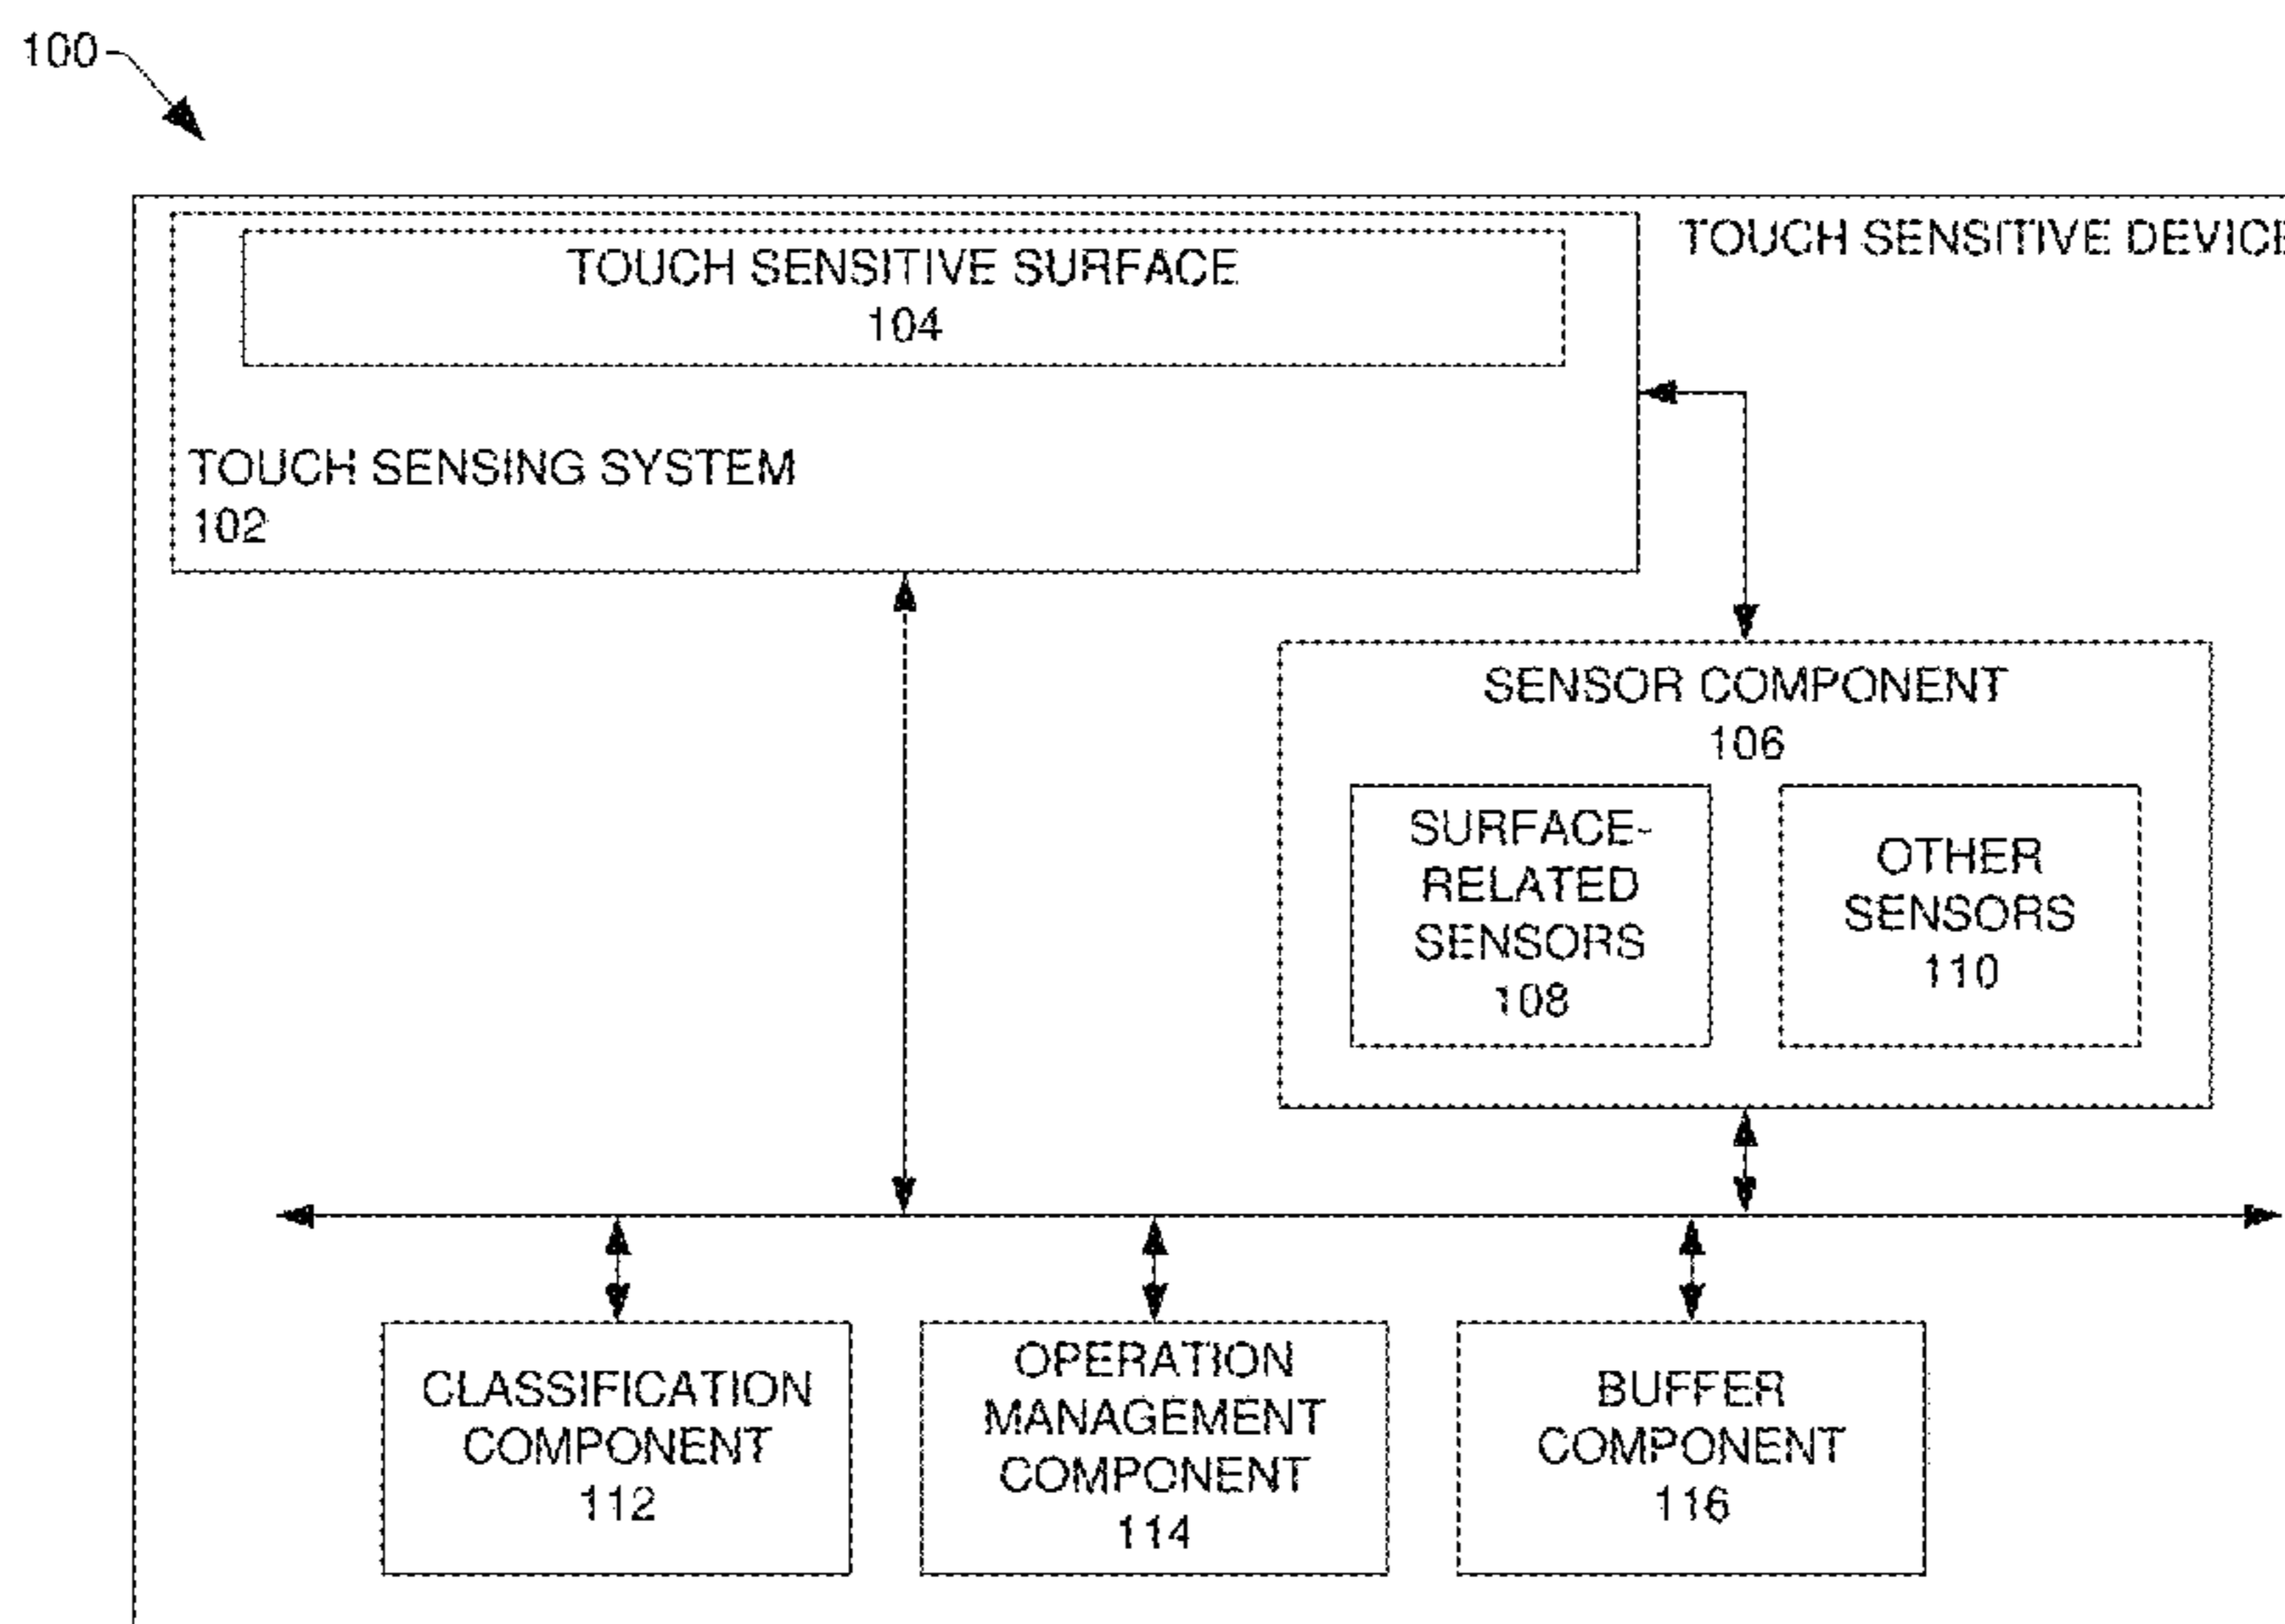 100
TOUCH SENSITIVE DEVICE
TOUCH SENSITIVE SURFACE
104
TOUCH SENSING SYSTEM
102
SENSOR COMPONENT
106
SURFACE-
RELATED
SENSORS
108
OTHER
SENSORS
110
CLASSIFICATION
COMPONENT
112
OPERATION
MANAGEMENT
COMPONENT
114
BUFFER
COMPONENT
116